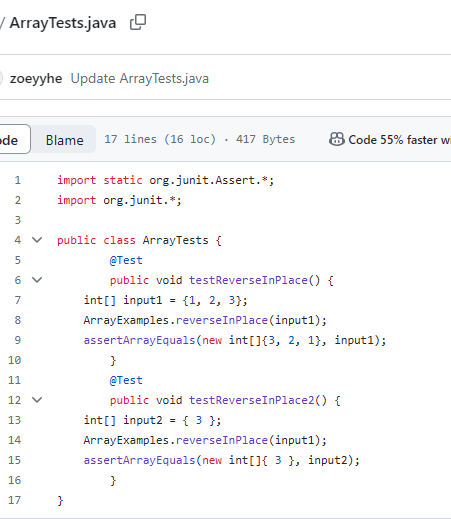 / ArrayTests.java
zoeyyhe Update ArrayTests.java
Blame 17 lines (16 loc) · 417 Bytes Code 55% faster
1 import static org.junit.Assert.*;
2 import org.junit.*;
3
4 public class ArrayTests {
5 @Test
6 public void testReverseInPlace() {
7 int[] input1 = {1, 2, 3};
8 ArrayExamples.reverseInPlace(input1);
9 assertArrayEquals(new int[]{3, 2, 1}, input1);
10 }
11 @Test
12 public void testReverseInPlace2() {
13 int[] input2 = { 3 };
14 ArrayExamples.reverseInPlace(input1);
15 assertArrayEquals(new int[]{ 3 }, input2);
16 }
17 }